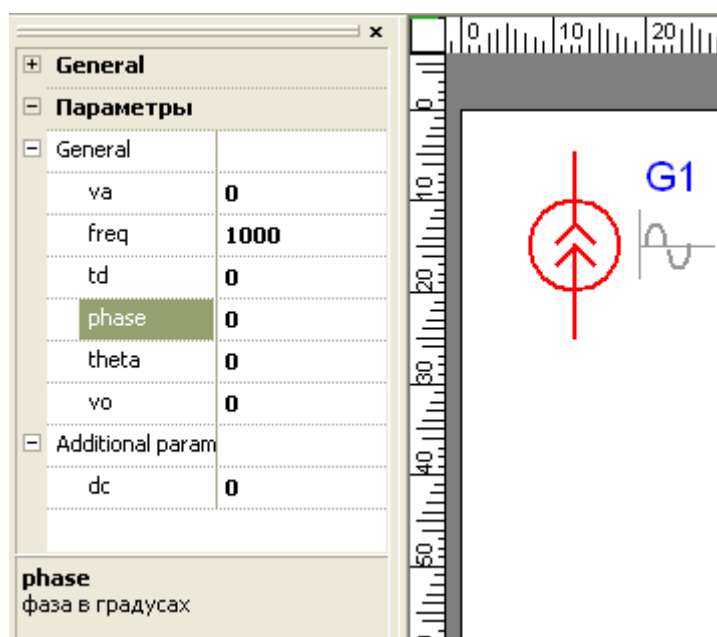 General
Параметры
General
va 0
freq 1000
td 0
phase 0
theta 0
vo 0
Additional param
dc 0
phase
фаза в градусах
0 10 20
0
10
20
30
40
50
G1